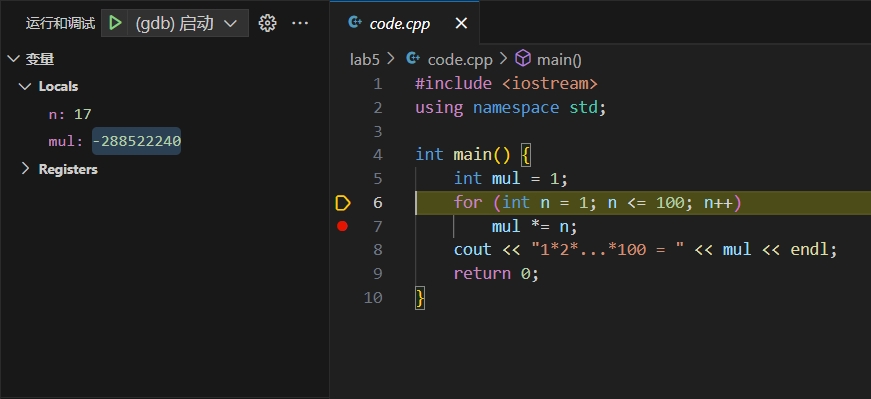 运行和调试 (gdb) 启动 ...
变量
Locals
n: 17
mul: -288522240
Registers
code.cpp
lab5 > code.cpp > main()
1 #include <iostream>
2 using namespace std;
3
4 int main() {
5 int mul = 1;
6 for (int n = 1; n <= 100; n++)
7 mul *= n;
8 cout << "1*2*...*100 = " << mul << endl;
9 return 0;
10 }